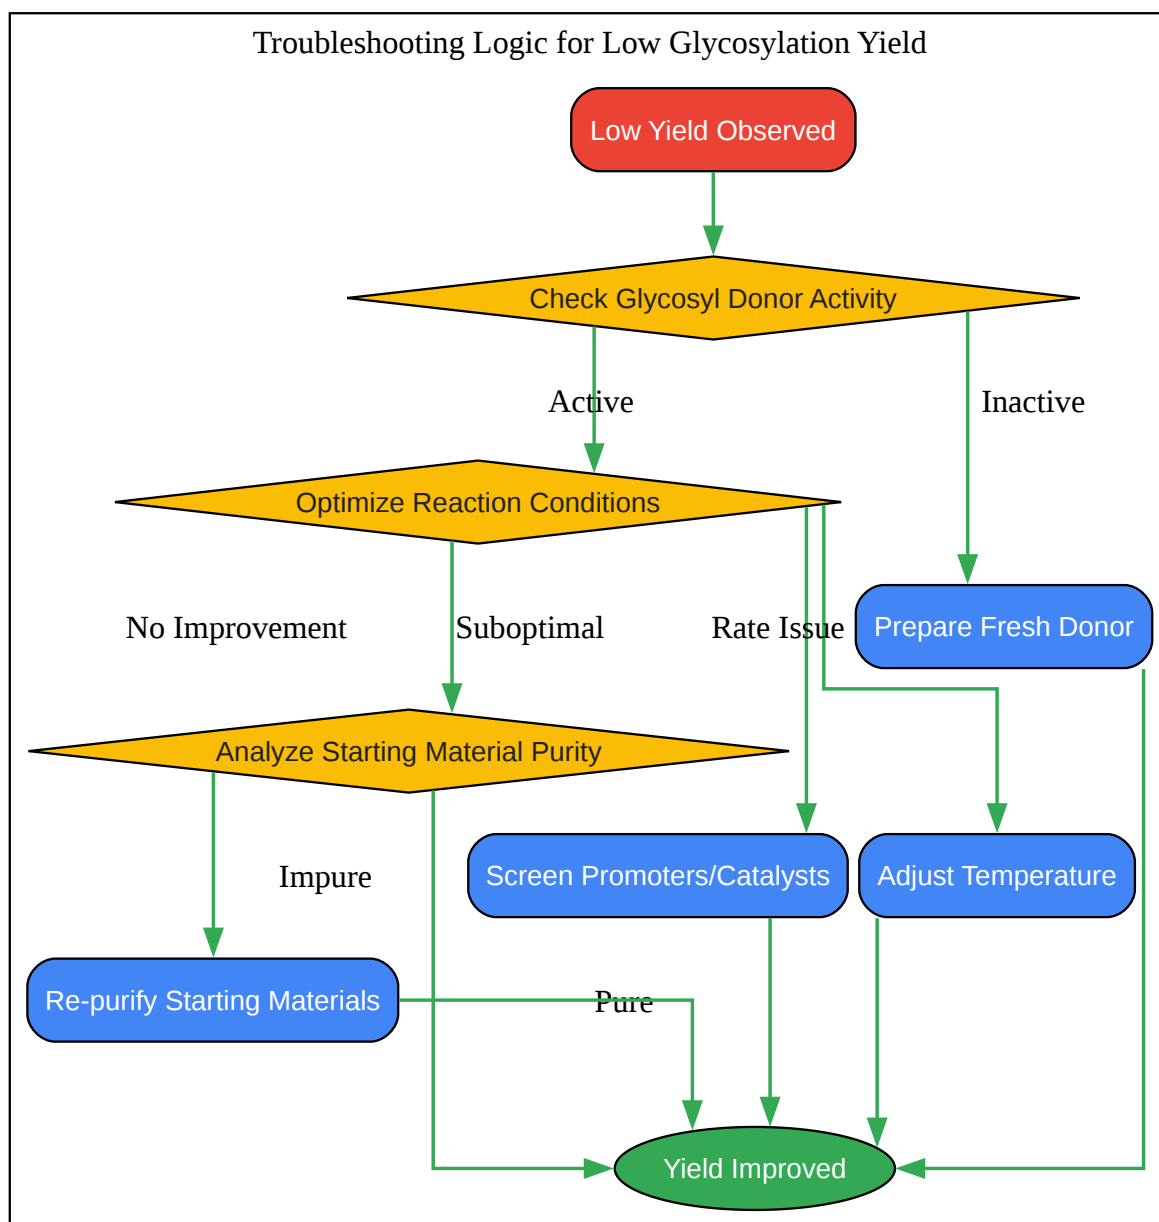 Troubleshooting Logic for Low Glycosylation Yield
Low Yield Observed
Check Glycosyl Donor Activity
Active
Inactive
Optimize Reaction Conditions
No Improvement
Suboptimal
Rate Issue
Prepare Fresh Donor
Analyze Starting Material Purity
Impure
Screen Promoters/Catalysts
Adjust Temperature
Re-purify Starting Materials
Pure
Yield Improved